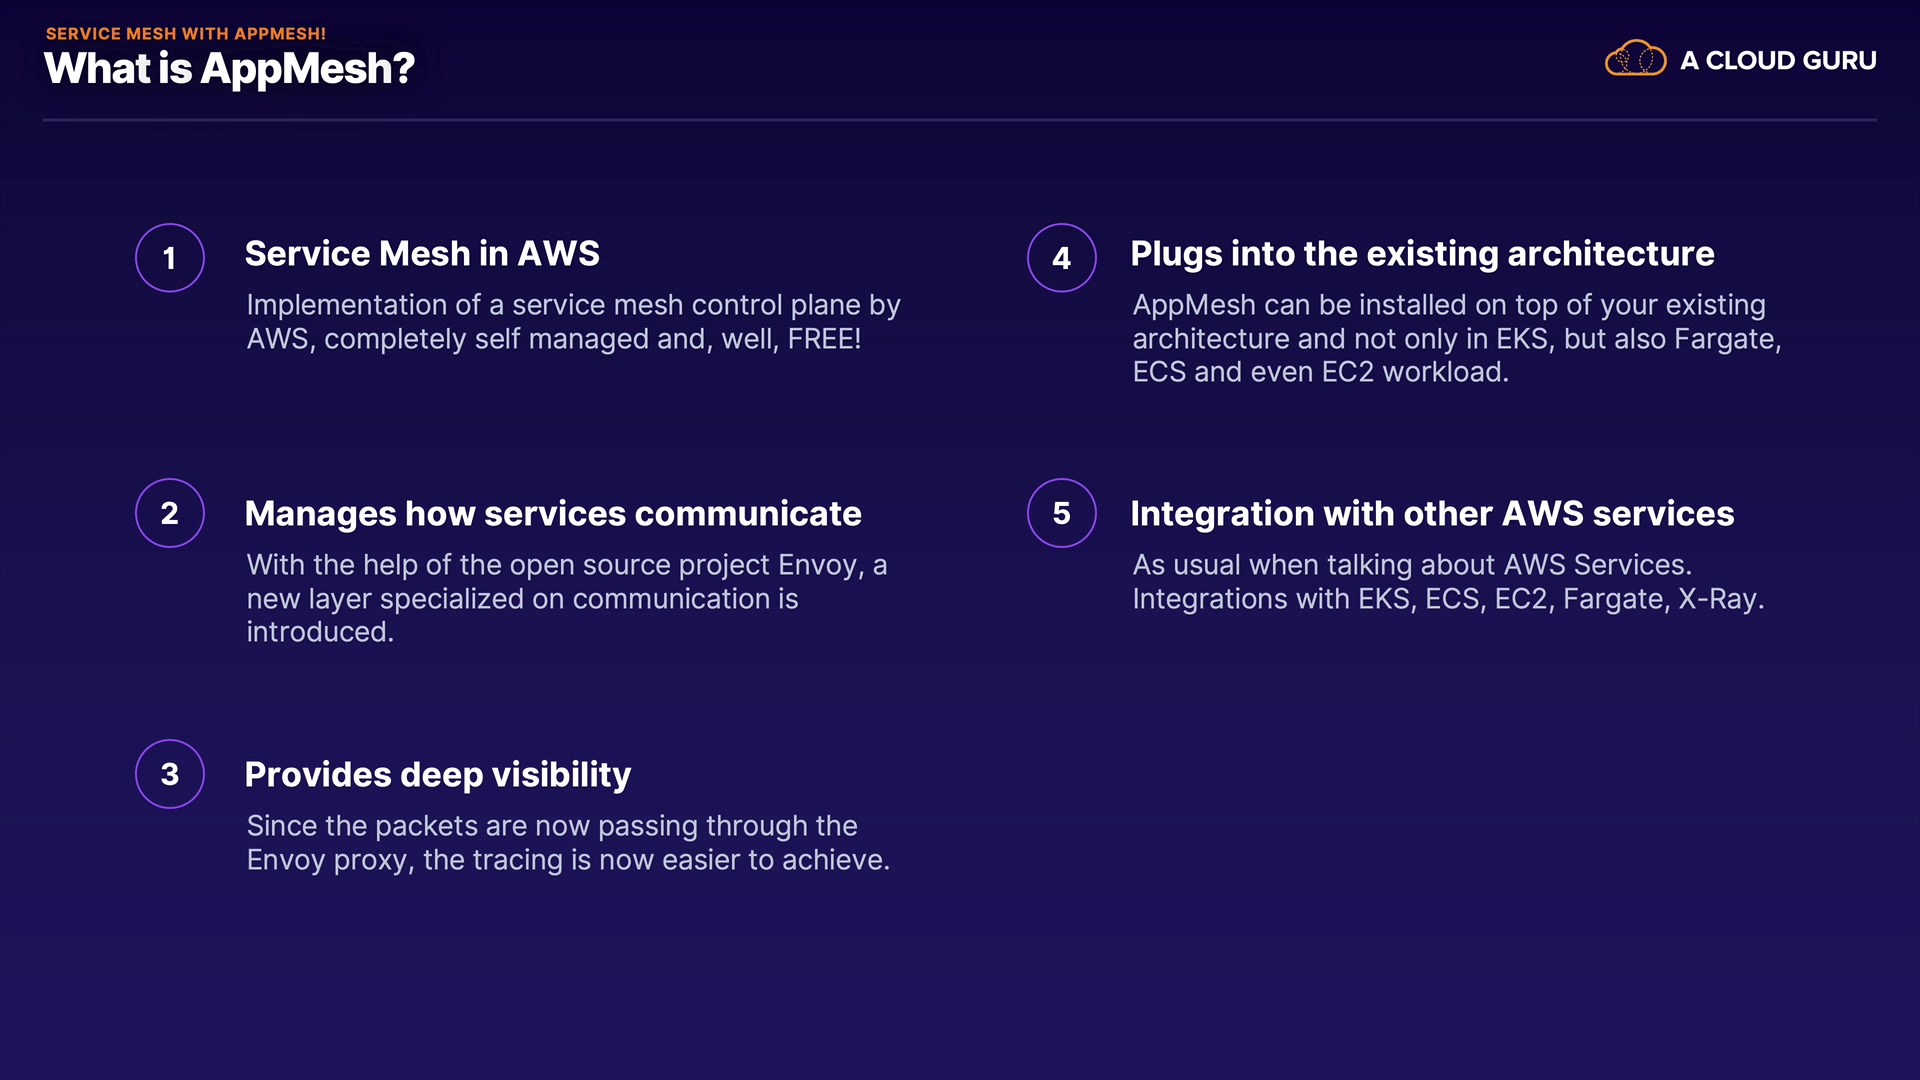 SERVICE MESH WITH APPMESH!
What is AppMesh?
A CLOUD GURU
1
Service Mesh in AWS
Implementation of a service mesh control plane by
AWS, completely self managed and, well, FREE!
2
Manages how services communicate
With the help of the open source project Envoy, a
new layer specialized on communication is
introduced.
3
Provides deep visibility
Since the packets are now passing through the
Envoy proxy, the tracing is now easier to achieve.
4
Plugs into the existing architecture
AppMesh can be installed on top of your existing
architecture and not only in EKS, but also Fargate,
ECS and even EC2 workload.
5
Integration with other AWS services
As usual when talking about AWS Services.
Integrations with EKS, ECS, EC2, Fargate, X-Ray.